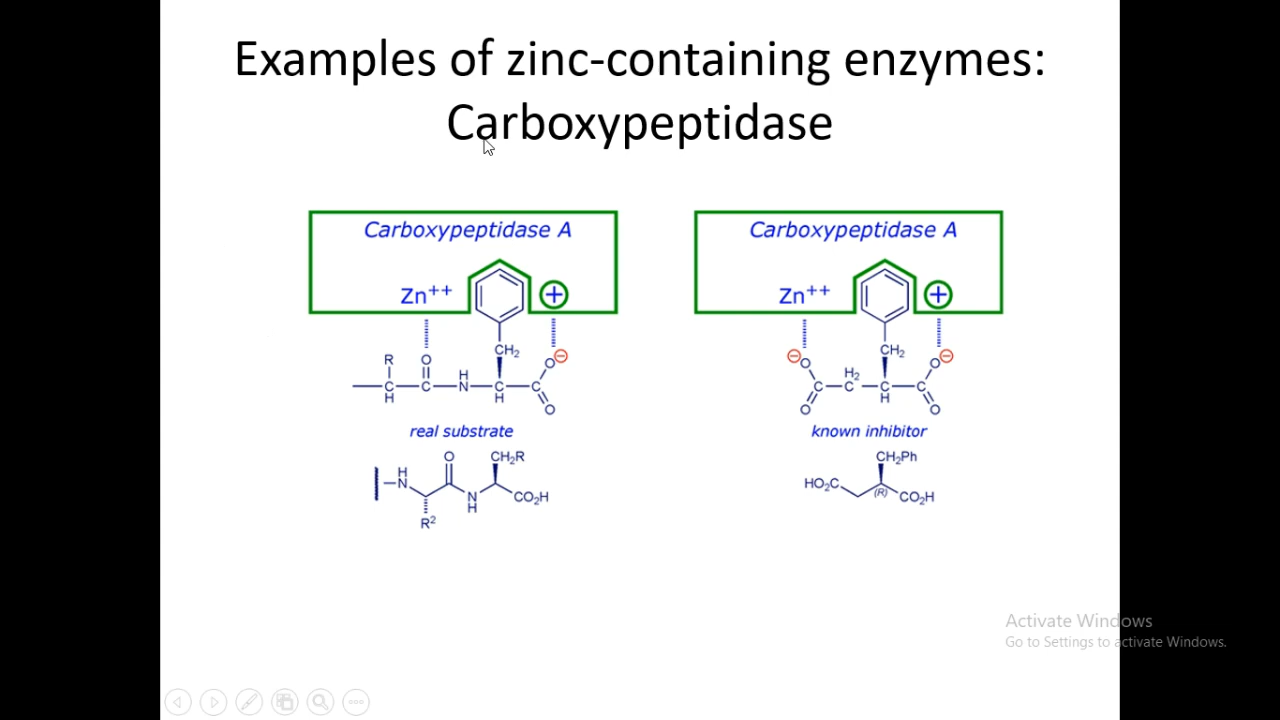 Examples of zinc-containing enzymes:
Carboxypeptidase
Carboxypeptidase A
Zn++
+
CH2
R
O
O
⊖
H
C
H
C
N
C
H
C
O
real substrate
O
CH2R
H
N
N
H
CO2H
R2
Carboxypeptidase A
Zn++
+
CH2
⊖
O
O
⊖
H2
C
C
C
H
C
O
O
known inhibitor
CH2Ph
HO2C
(R)
CO2H
Activate Windows
Go to Settings to activate Windows.